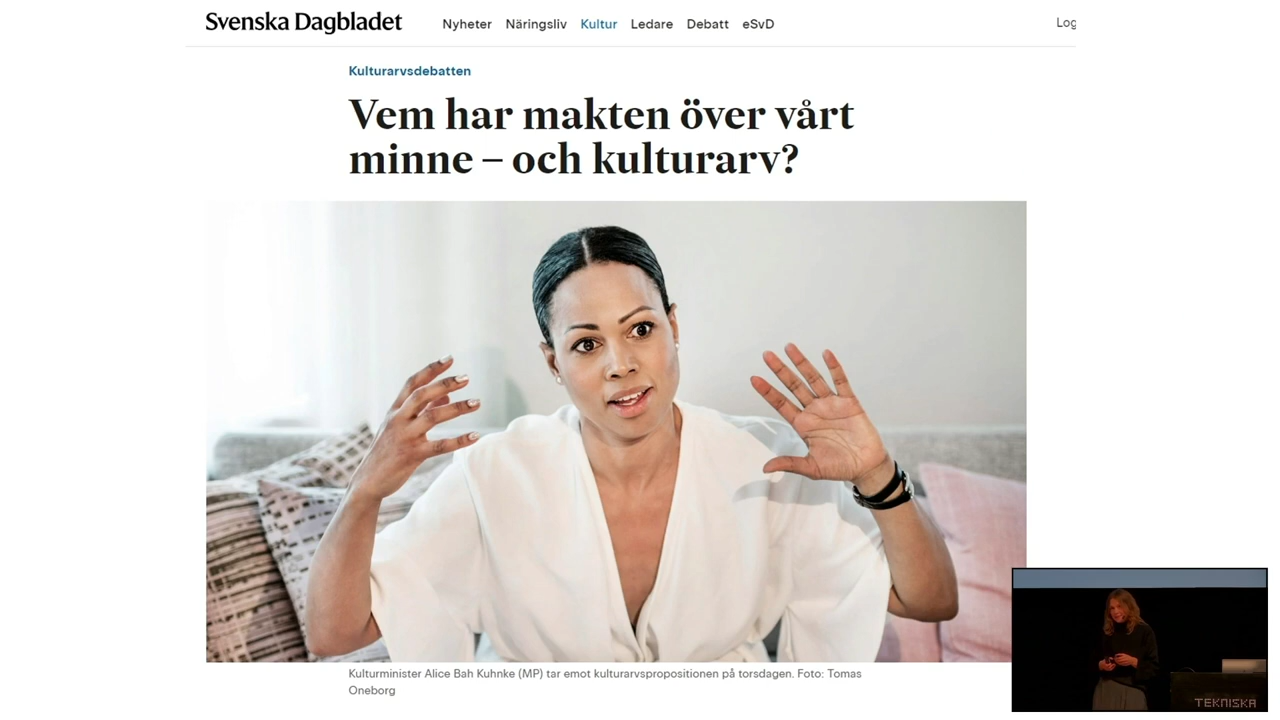 Svenska Dagbladet
Nyheter Näringsliv Kultur Ledare Debatt eSvD
Log
Kulturarvsdebatten
Vem har makten över vårt
minne – och kulturarv?
Kulturminister Alice Bah Kuhnke (MP) tar emot kulturarvspropositionen på torsdagen. Foto: Tomas
Oneborg
TEKNISKA